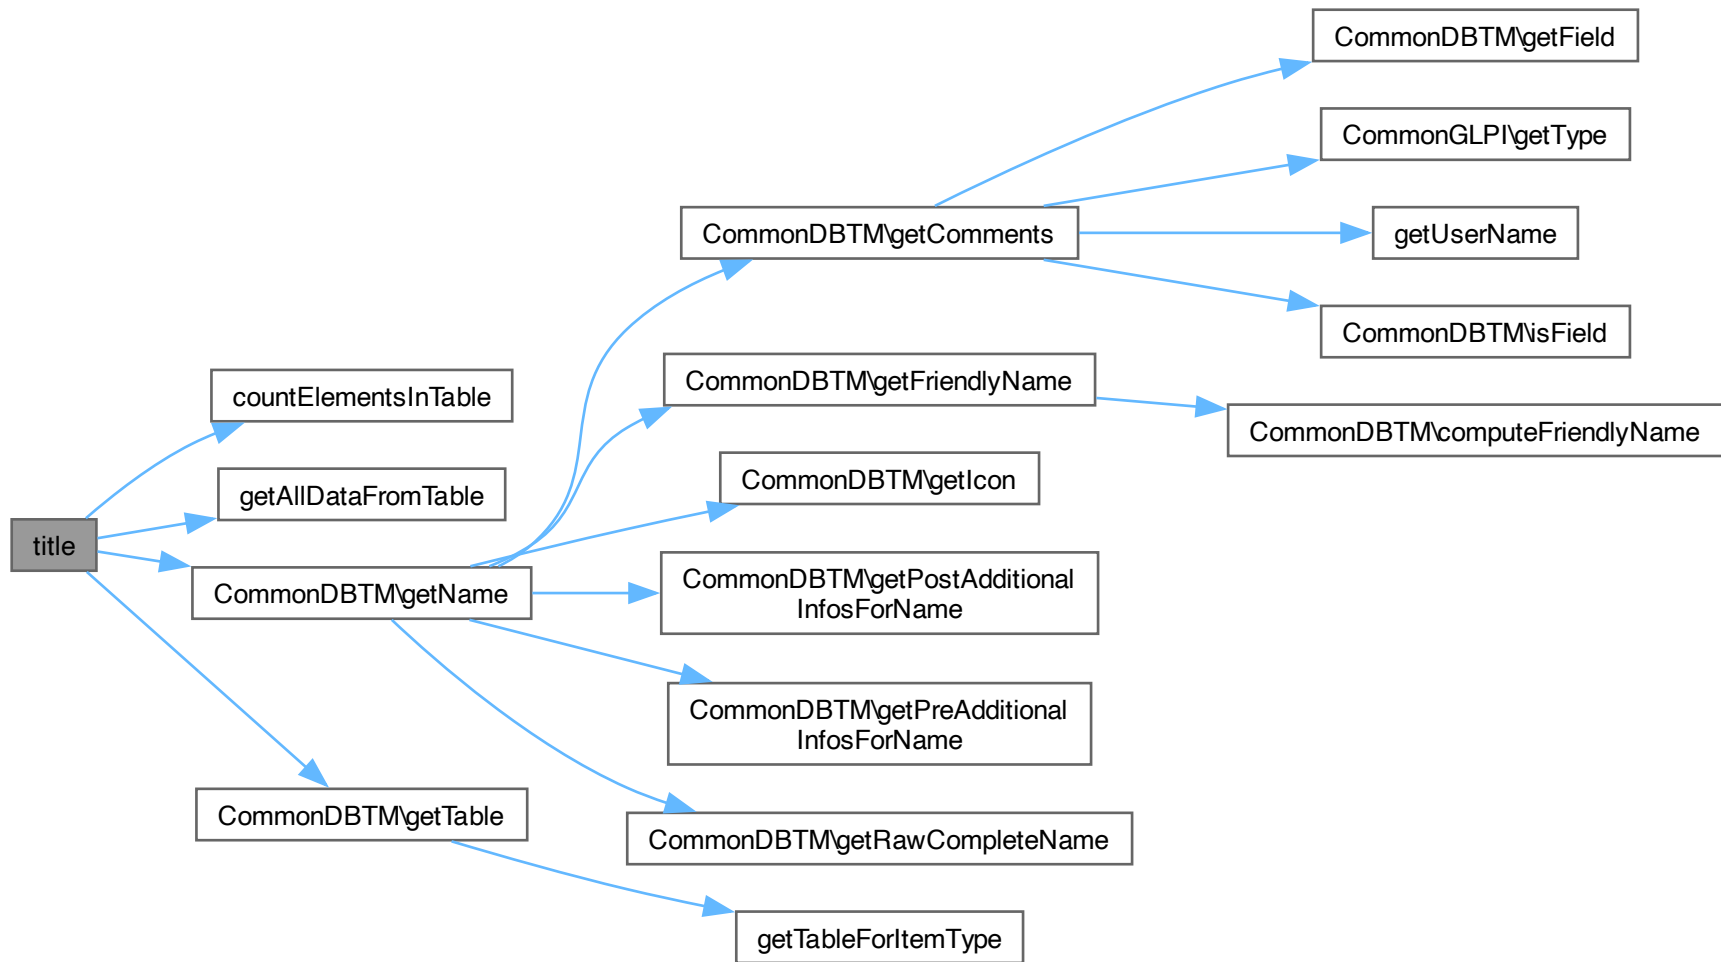 title
countElementsInTable
getAllDataFromTable
CommonDBTM\getName
CommonDBTM\getTable
CommonDBTM\getComments
CommonDBTM\getFriendlyName
CommonDBTM\getIcon
CommonDBTM\getPostAdditional
InfosForName
CommonDBTM\getPreAdditional
InfosForName
CommonDBTM\getRawCompleteName
getTableForItemType
CommonDBTM\getField
CommonGLPI\getType
getUserName
CommonDBTM\isField
CommonDBTM\computeFriendlyName